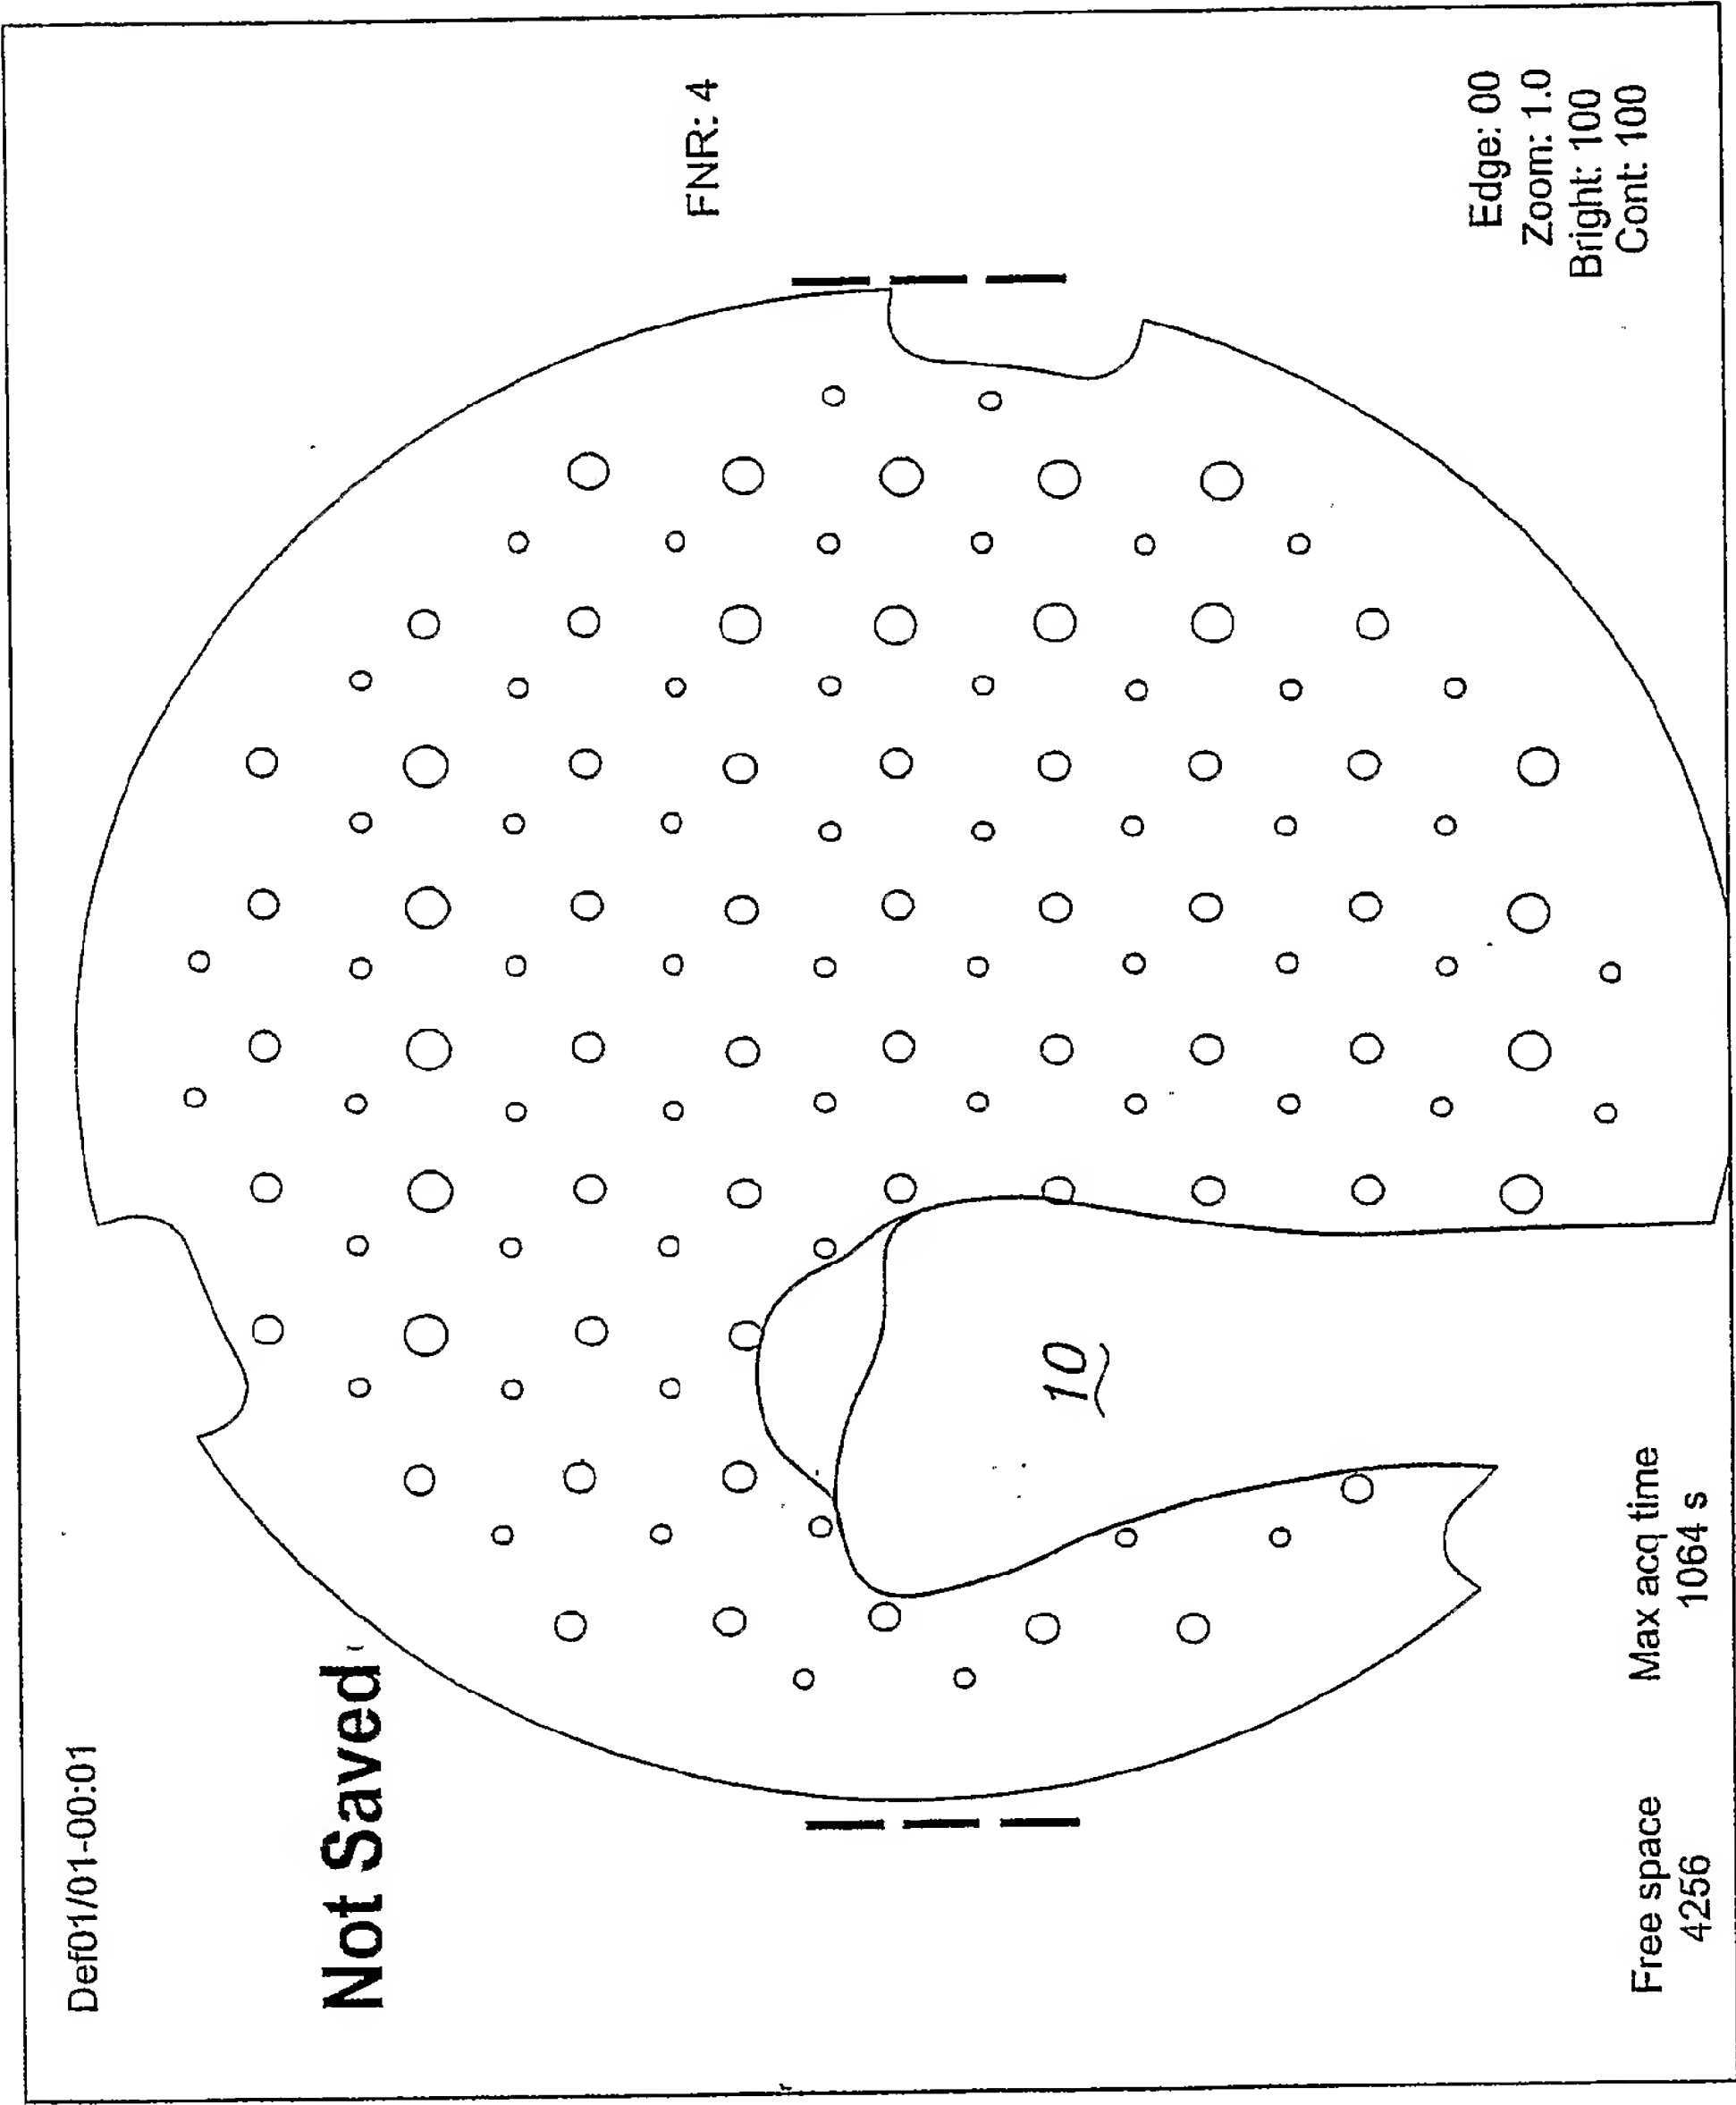 Def01/01-00:01
Not Saved
FNR: 4
10
Edge: 00
Zoom: 1.0
Bright: 100
Cont: 100
Free space
4256
Max acq time
1064 s